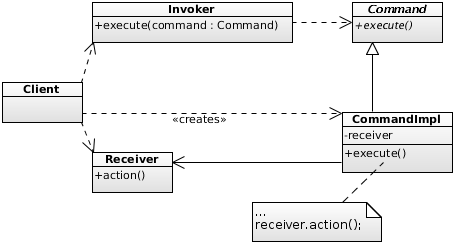 Invoker
+execute(command : Command)
Command
+execute()
Client
«creates»
CommandImpl
-receiver
+execute()
Receiver
+action()
...
receiver.action();